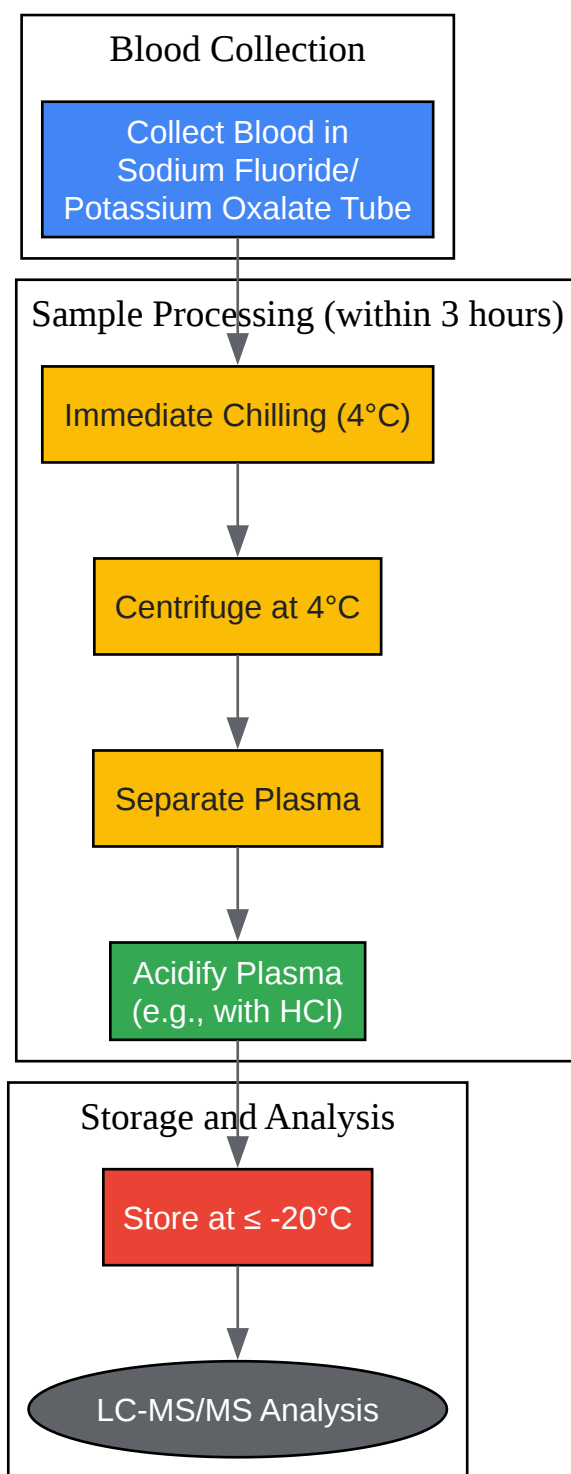 Blood Collection
Collect Blood in
Sodium Fluoride/
Potassium Oxalate Tube
Sample Processing (within 3 hours)
Immediate Chilling (4°C)
Centrifuge at 4°C
Separate Plasma
Acidify Plasma
(e.g., with HCl)
Storage and Analysis
Store at ≤ -20°C
LC-MS/MS Analysis